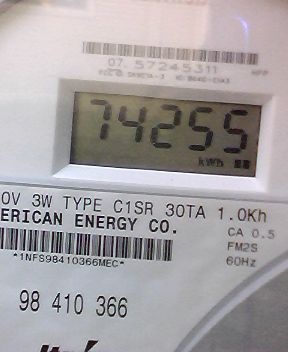 07 57245311
74255
kWh
0V 3W TYPE C1SR 30TA 1.0Kh
ERICAN ENERGY CO.
CA 0.5
FM2S
60Hz
*1NFS98410366MEC*
98 410 366